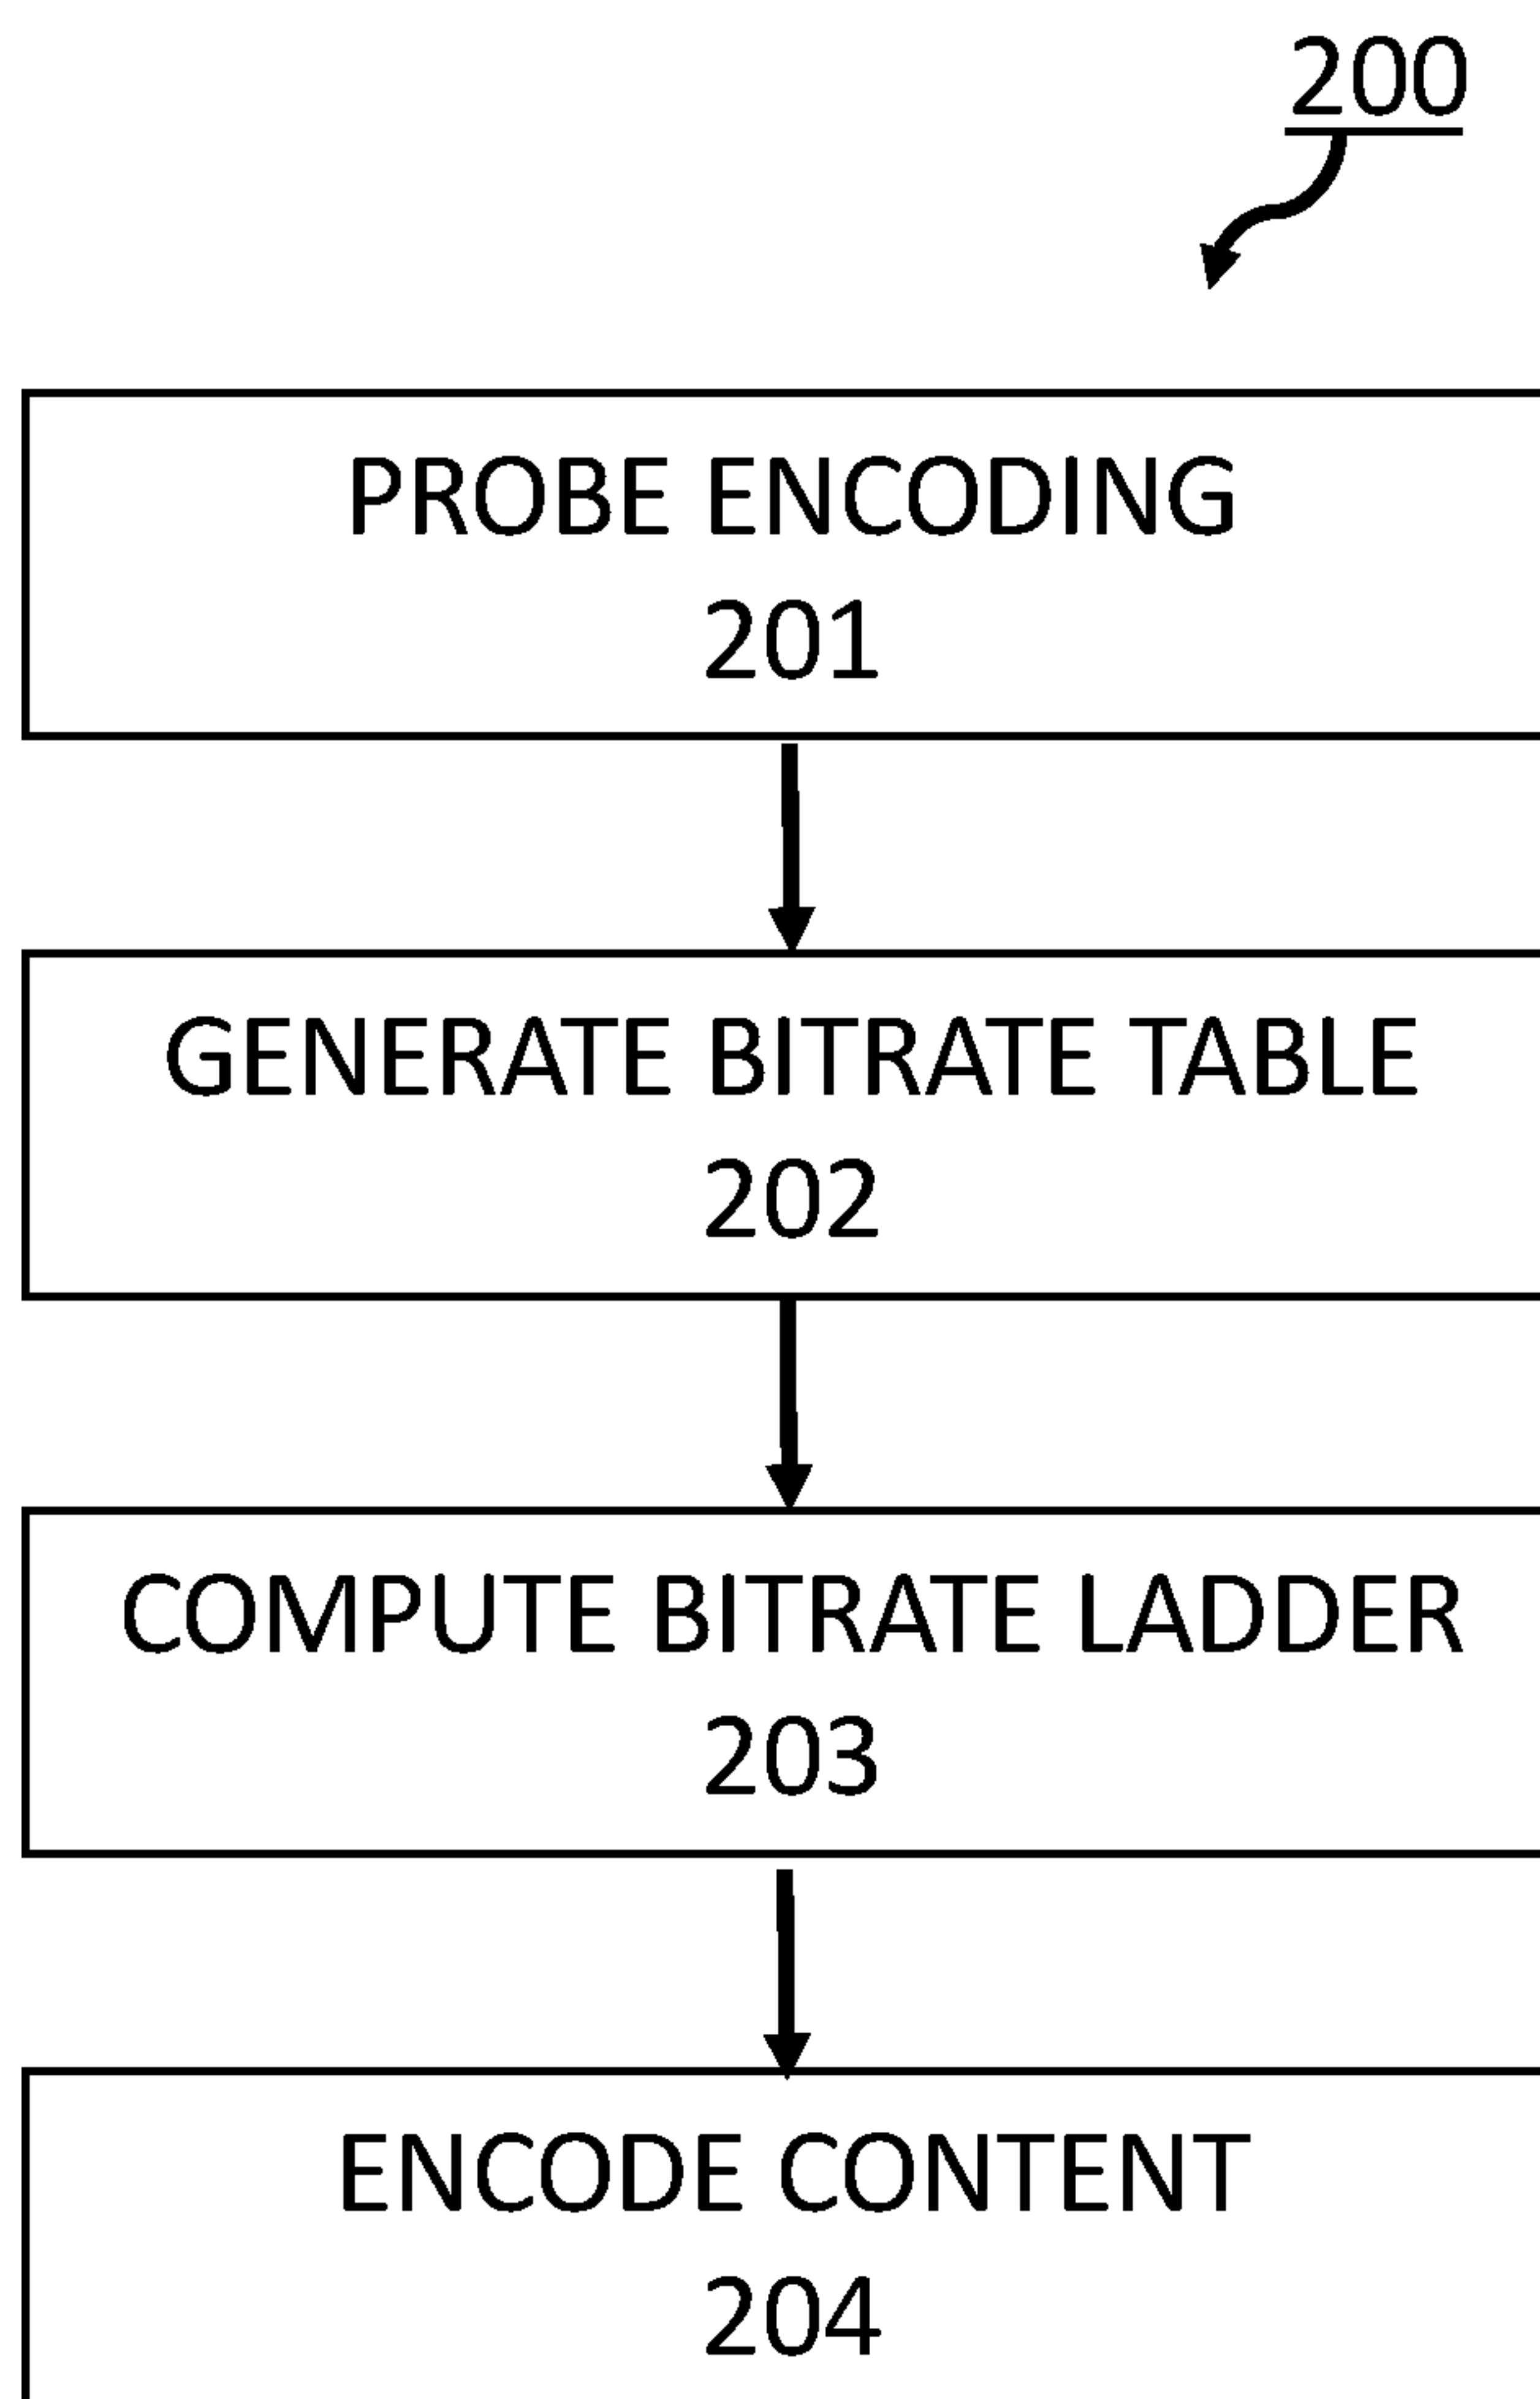 200
PROBE ENCODING
201
GENERATE BITRATE TABLE
202
COMPUTE BITRATE LADDER
203
ENCODE CONTENT
204